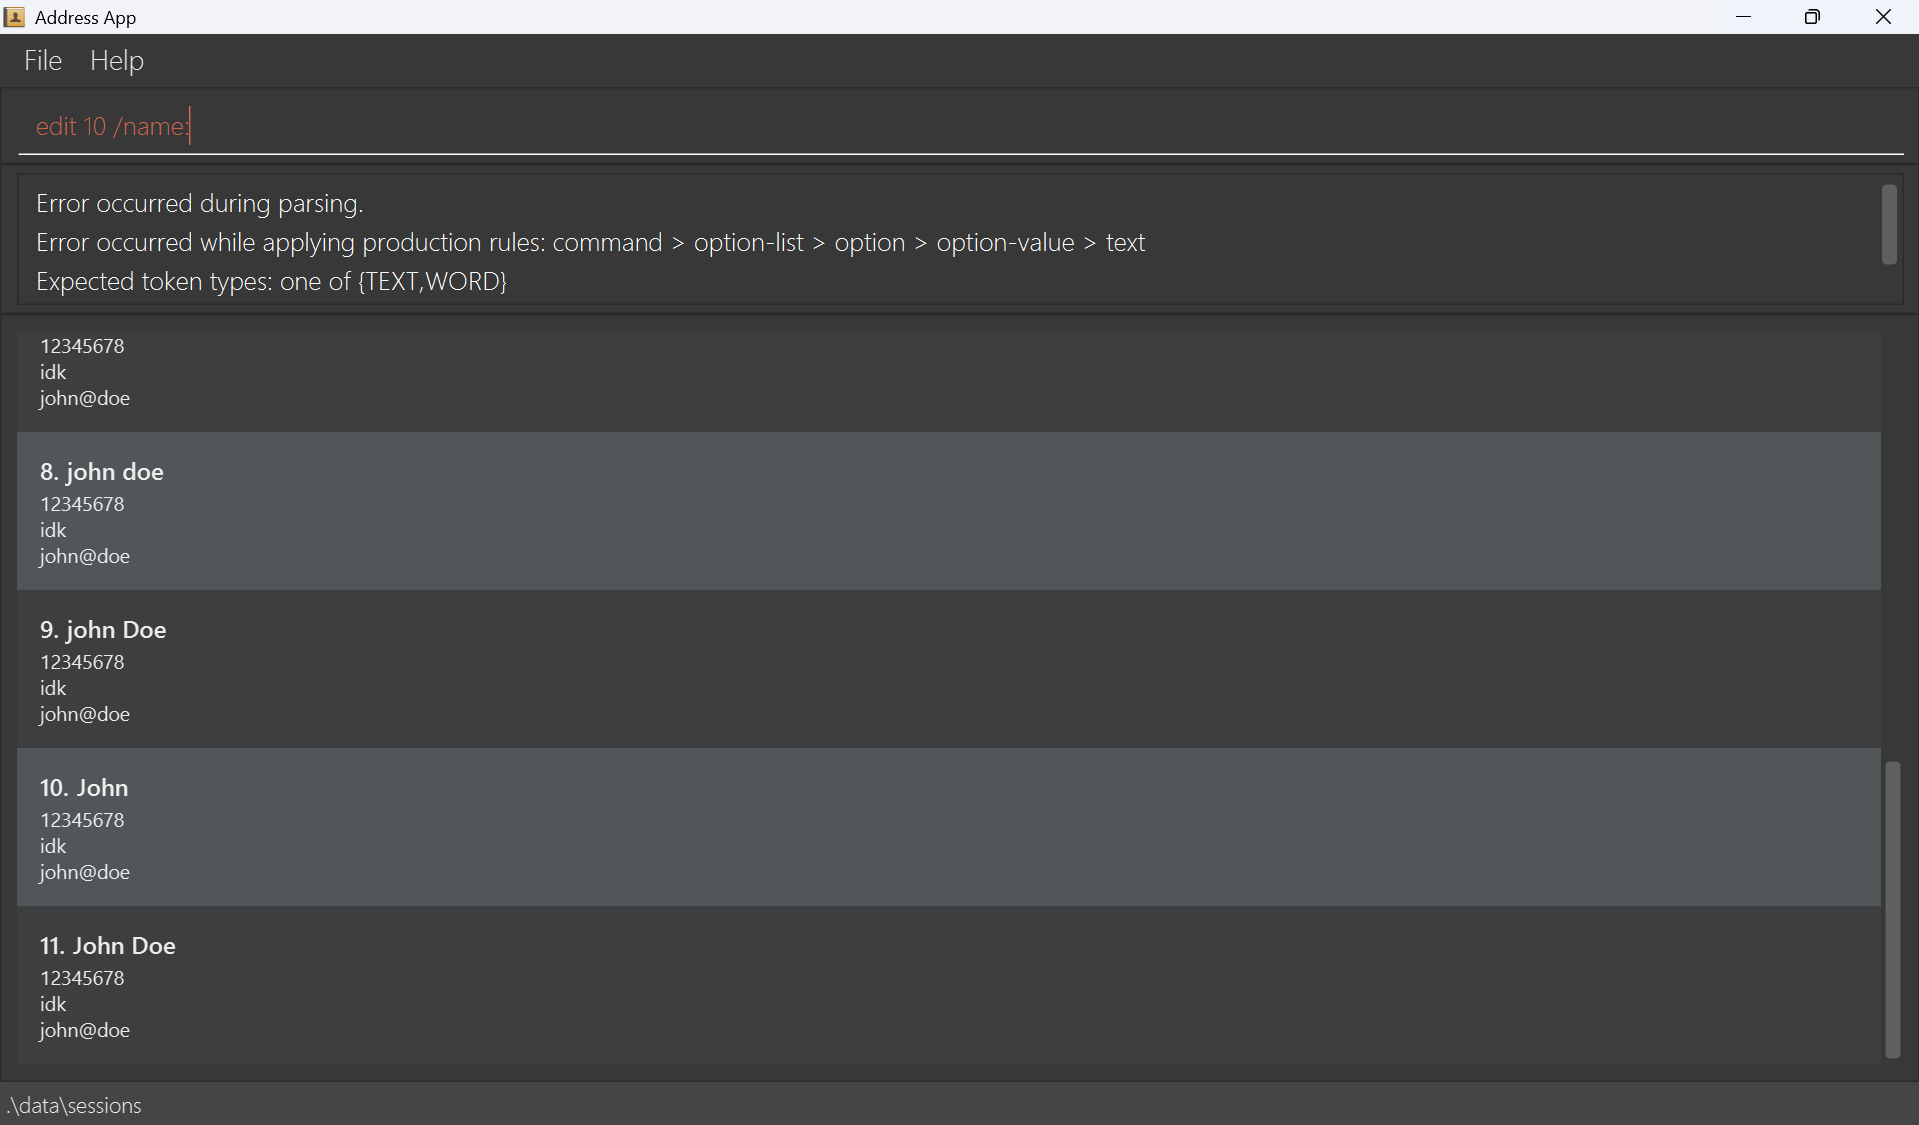 Address App
File Help
edit 10 /name:
Error occurred during parsing.
Error occurred while applying production rules: command > option-list > option > option-value > text
Expected token types: one of {TEXT,WORD}
12345678
idk
john@doe
8. john doe
12345678
idk
john@doe
9. john Doe
12345678
idk
john@doe
10. John
12345678
idk
john@doe
11. John Doe
12345678
idk
john@doe
.\data\sessions